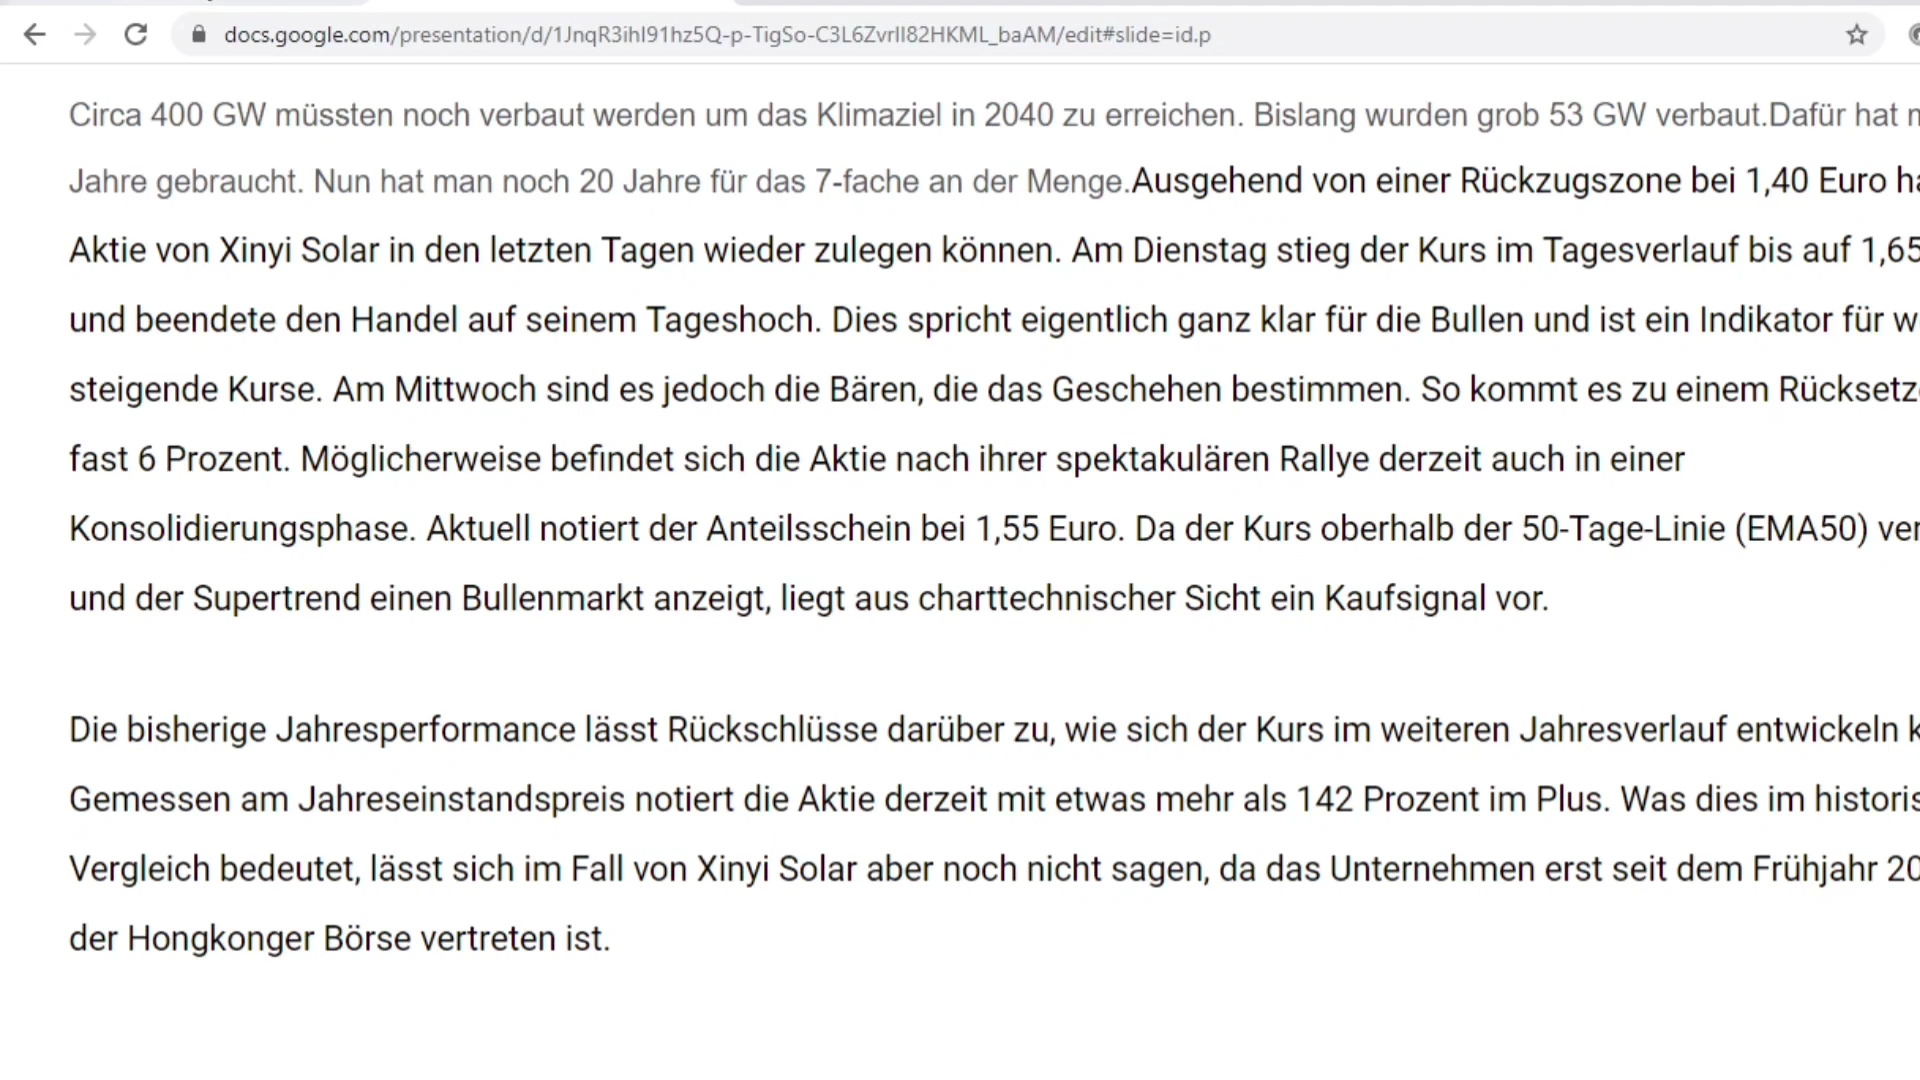 docs.google.com/presentation/d/1JnqR3ihI91hz5Q-p-TigSo-C3L6ZvrII82HKML_baAM/edit#slide=id.p
Circa 400 GW müssten noch verbaut werden um das Klimaziel in 2040 zu erreichen. Bislang wurden grob 53 GW verbaut.Dafür hat
Jahre gebraucht. Nun hat man noch 20 Jahre für das 7-fache an der Menge.Ausgehend von einer Rückzugszone bei 1,40 Euro
Aktie von Xinyi Solar in den letzten Tagen wieder zulegen können. Am Dienstag stieg der Kurs im Tagesverlauf bis auf 1,65
und beendete den Handel auf seinem Tageshoch. Dies spricht eigentlich ganz klar für die Bullen und ist ein Indikator für
steigende Kurse. Am Mittwoch sind es jedoch die Bären, die das Geschehen bestimmen. So kommt es zu einem
fast 6 Prozent. Möglicherweise befindet sich die Aktie nach ihrer spektakulären Rallye derzeit auch in einer
Konsolidierungsphase. Aktuell notiert der Anteilsschein bei 1,55 Euro. Da der Kurs oberhalb der 50-Tage-Linie (EMA50)
und der Supertrend einen Bullenmarkt anzeigt, liegt aus charttechnischer Sicht ein Kaufsignal vor.
Die bisherige Jahresperformance lässt Rückschlüsse darüber zu, wie sich der Kurs im weiteren Jahresverlauf entwickeln
Gemessen am Jahreseinstandspreis notiert die Aktie derzeit mit etwas mehr als 142 Prozent im Plus. Was dies im
Vergleich bedeutet, lässt sich im Fall von Xinyi Solar aber noch nicht sagen, da das Unternehmen erst seit dem Frühjahr
der Hongkonger Börse vertreten ist.